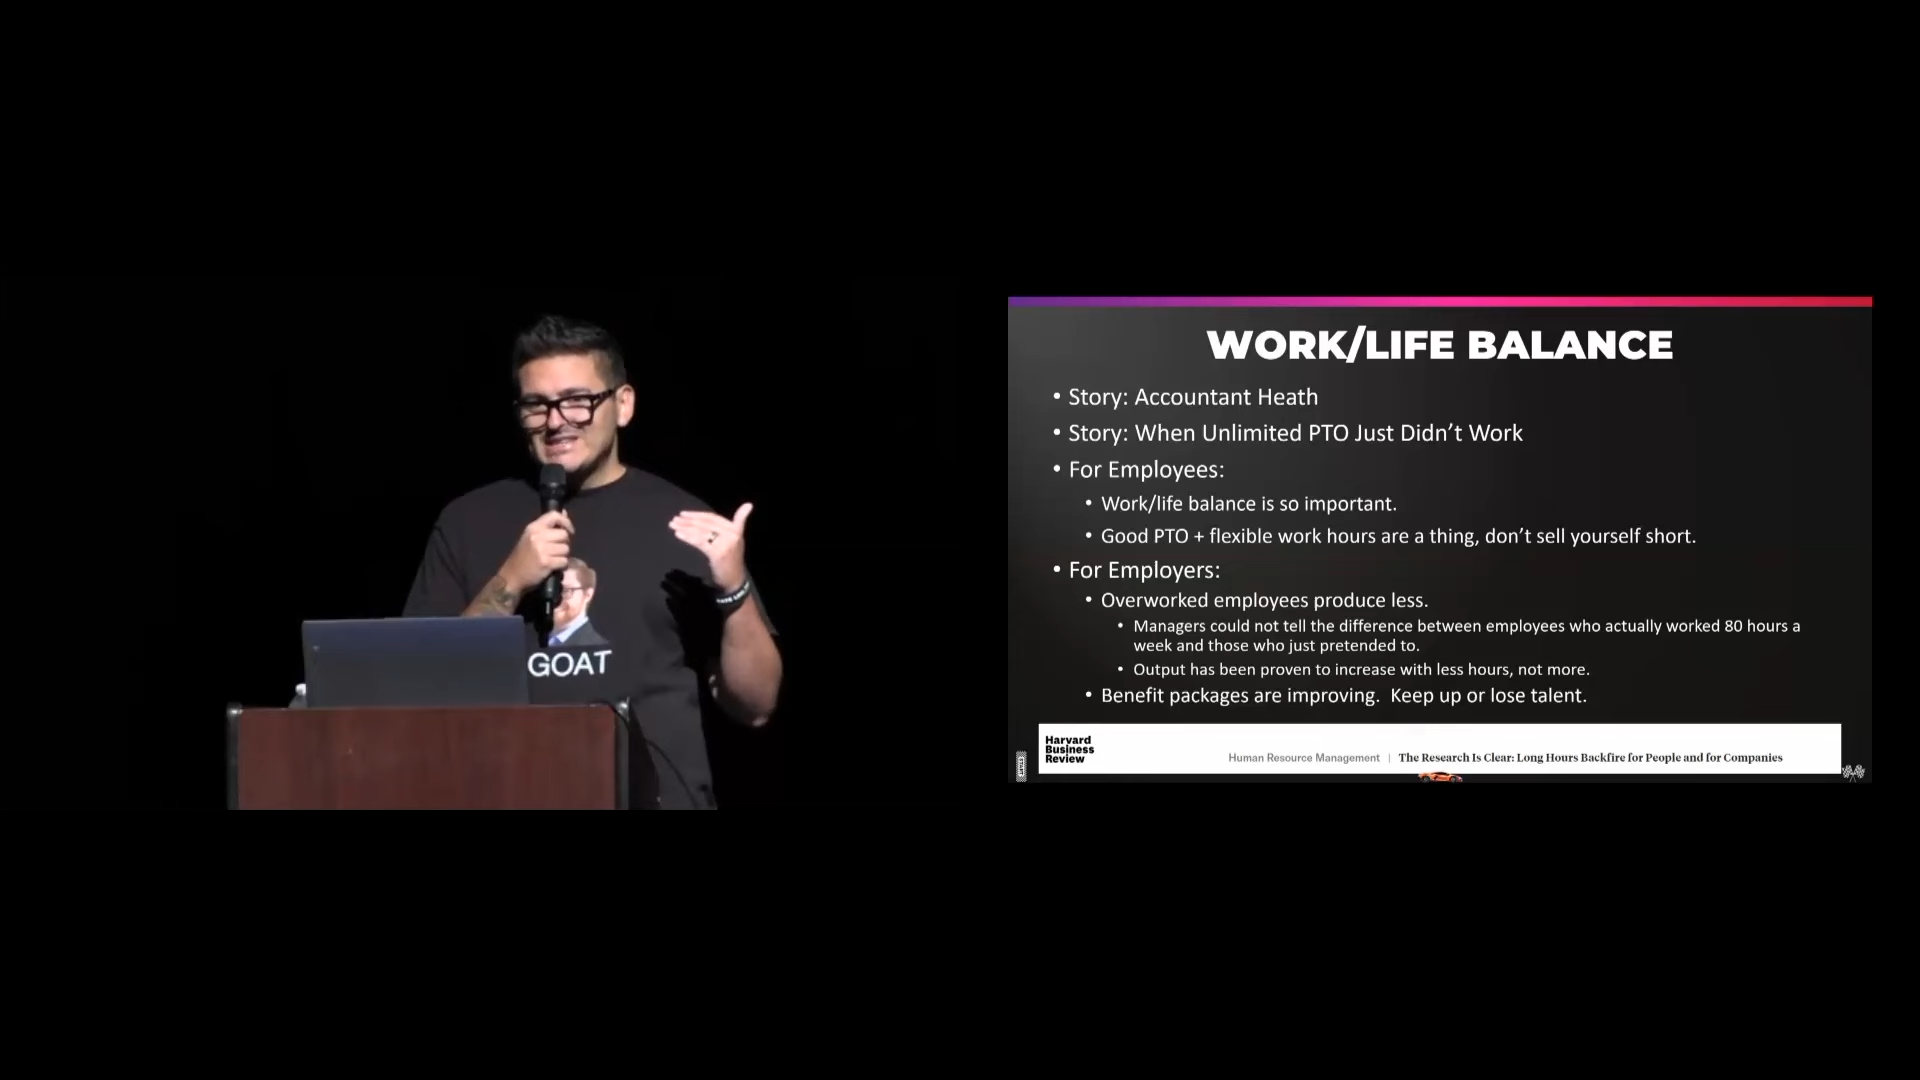 GOAT
WORK/LIFE BALANCE
• Story: Accountant Heath
• Story: When Unlimited PTO Just Didn’t Work
• For Employees:
• Work/life balance is so important.
• Good PTO + flexible work hours are a thing, don’t sell yourself short.
• For Employers:
• Overworked employees produce less.
• Managers could not tell the difference between employees who actually worked 80 hours a
week and those who just pretended to.
• Output has been proven to increase with less hours, not more.
• Benefit packages are improving.  Keep up or lose talent.
Harvard
Business
Review
Human Resource Management | The Research Is Clear: Long Hours Backfire for People and for Companies